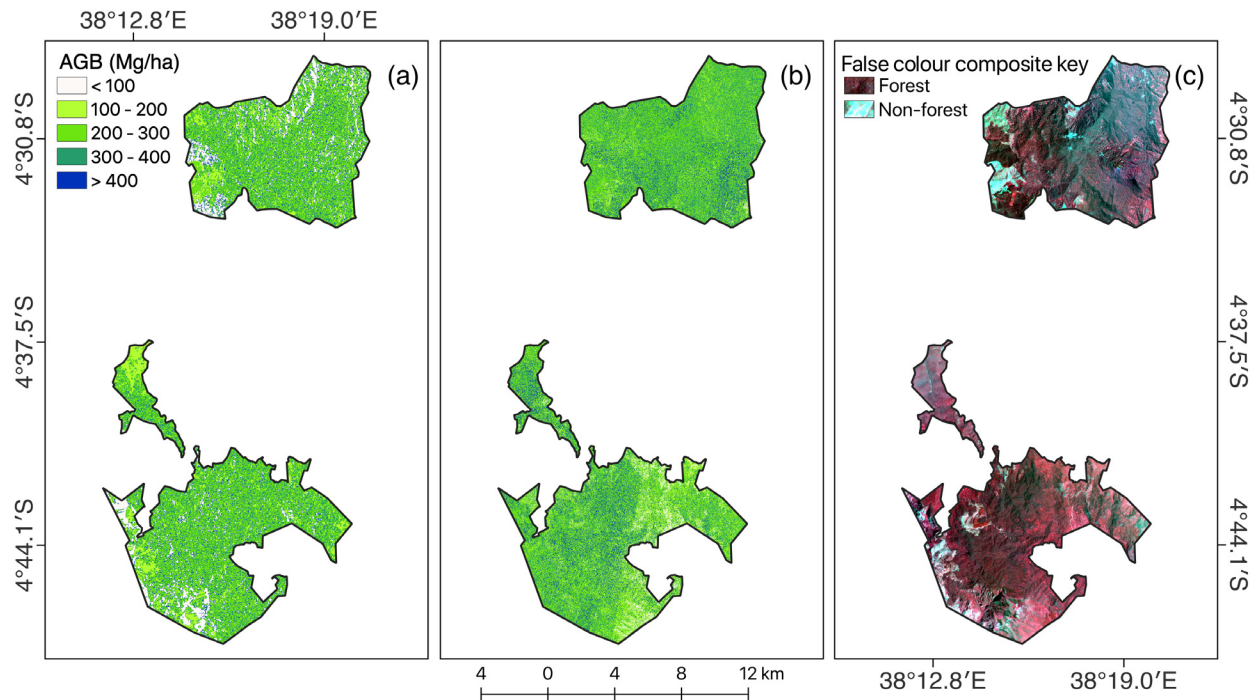 38°12.8′E 38°19.0′E
AGB (Mg/ha)
< 100
100 - 200
200 - 300
300 - 400
> 400
(a)
(b)
False colour composite key
Forest
Non-forest
(c)
4°30.8′S
4°37.5′S
4°44.1′S
4°30.8′S
4°37.5′S
4°44.1′S
4 0 4 8 12 km
38°12.8′E 38°19.0′E